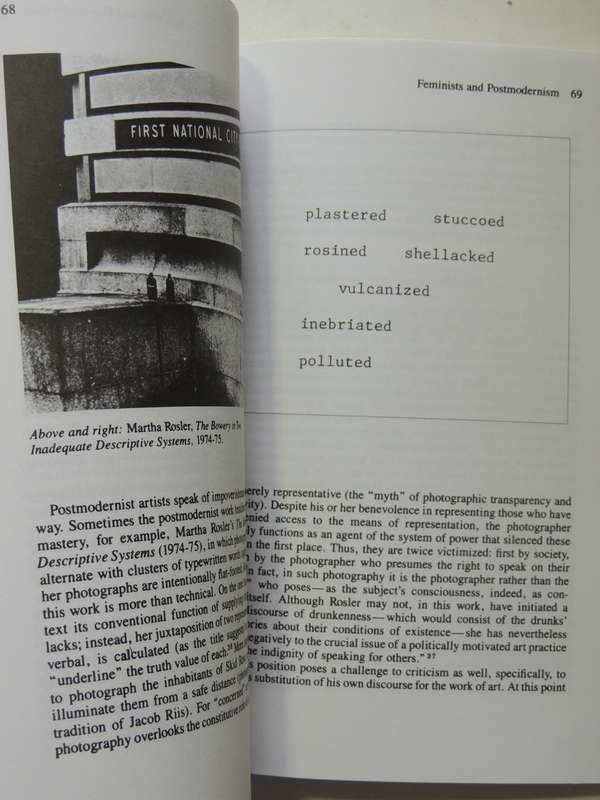 68
FIRST NATIONAL CITY
Above and right: Martha Rosler, The Bowery in Two
Inadequate Descriptive Systems, 1974-75.
Postmodernist artists speak of
way. Sometimes the postmodernist work
mastery, for example, Martha Rosler's The
Descriptive Systems (1974-75), in which
alternate with clusters of typewritten
her photographs are intentionally flat-footed
this work is more than technical. On the one
text its conventional function of supplying
lacks; instead, her juxtaposition of two
verbal, is calculated (as the title
"underline" the truth value of each.
to photograph the inhabitants of Skid Row
illuminate them from a safe distance
tradition of Jacob Riis). For "concerned"
photography overlooks the constitutive
Feminists and Postmodernism 69
plastered stuccoed
rosined shellacked
vulcanized
inebriated
polluted
representative (the "myth" of photographic transparency and
Despite his or her benevolence in representing those who have
access to the means of representation, the photographer
functions as an agent of the system of power that silenced these
in the first place. Thus, they are twice victimized: first by society,
by the photographer who presumes the right to speak on their
In fact, in such photography it is the photographer rather than the
who poses—as the subject's consciousness, indeed, as con-
itself. Although Rosler may not, in this work, have initiated a
discourse of drunkenness—which would consist of the drunks'
about their conditions of existence—she has nevertheless
negatively to the crucial issue of a politically motivated art practice
the indignity of speaking for others." 27
position poses a challenge to criticism as well, specifically, to
substitution of his own discourse for the work of art. At this point